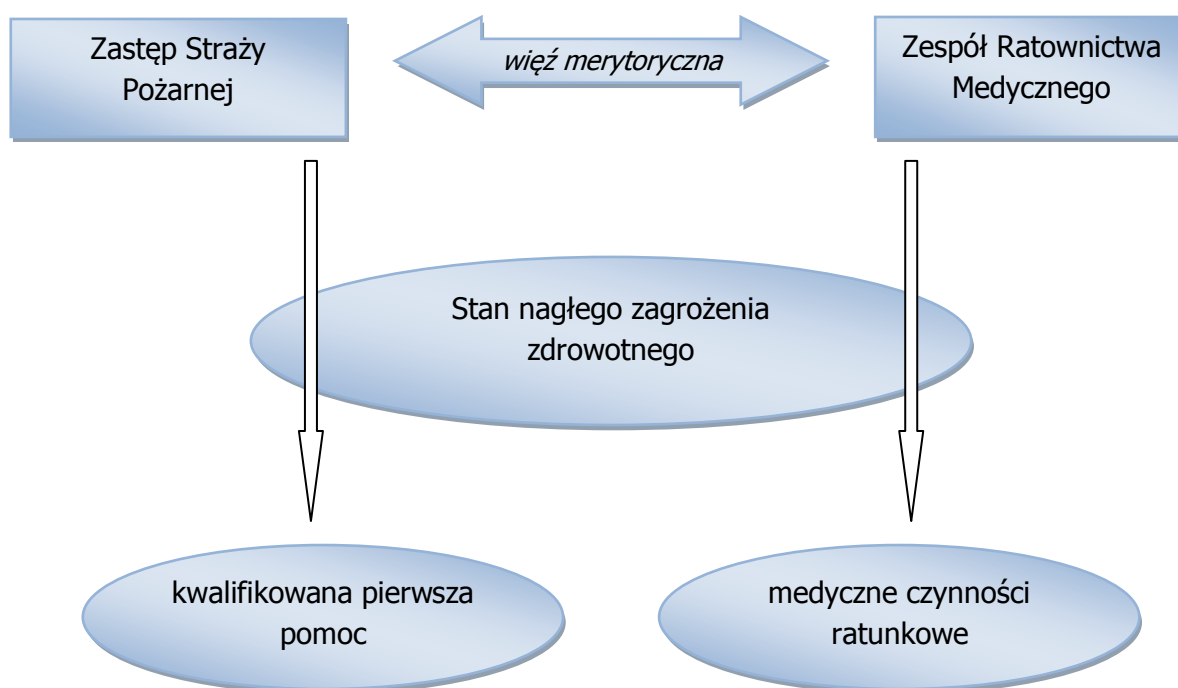 Zastęp Straży
Pożarnej
więź merytoryczna
Zespół Ratownictwa
Medycznego
Stan nagłego zagrożenia
zdrowotnego
kwalifikowana pierwsza
pomoc
medyczne czynności
ratunkowe